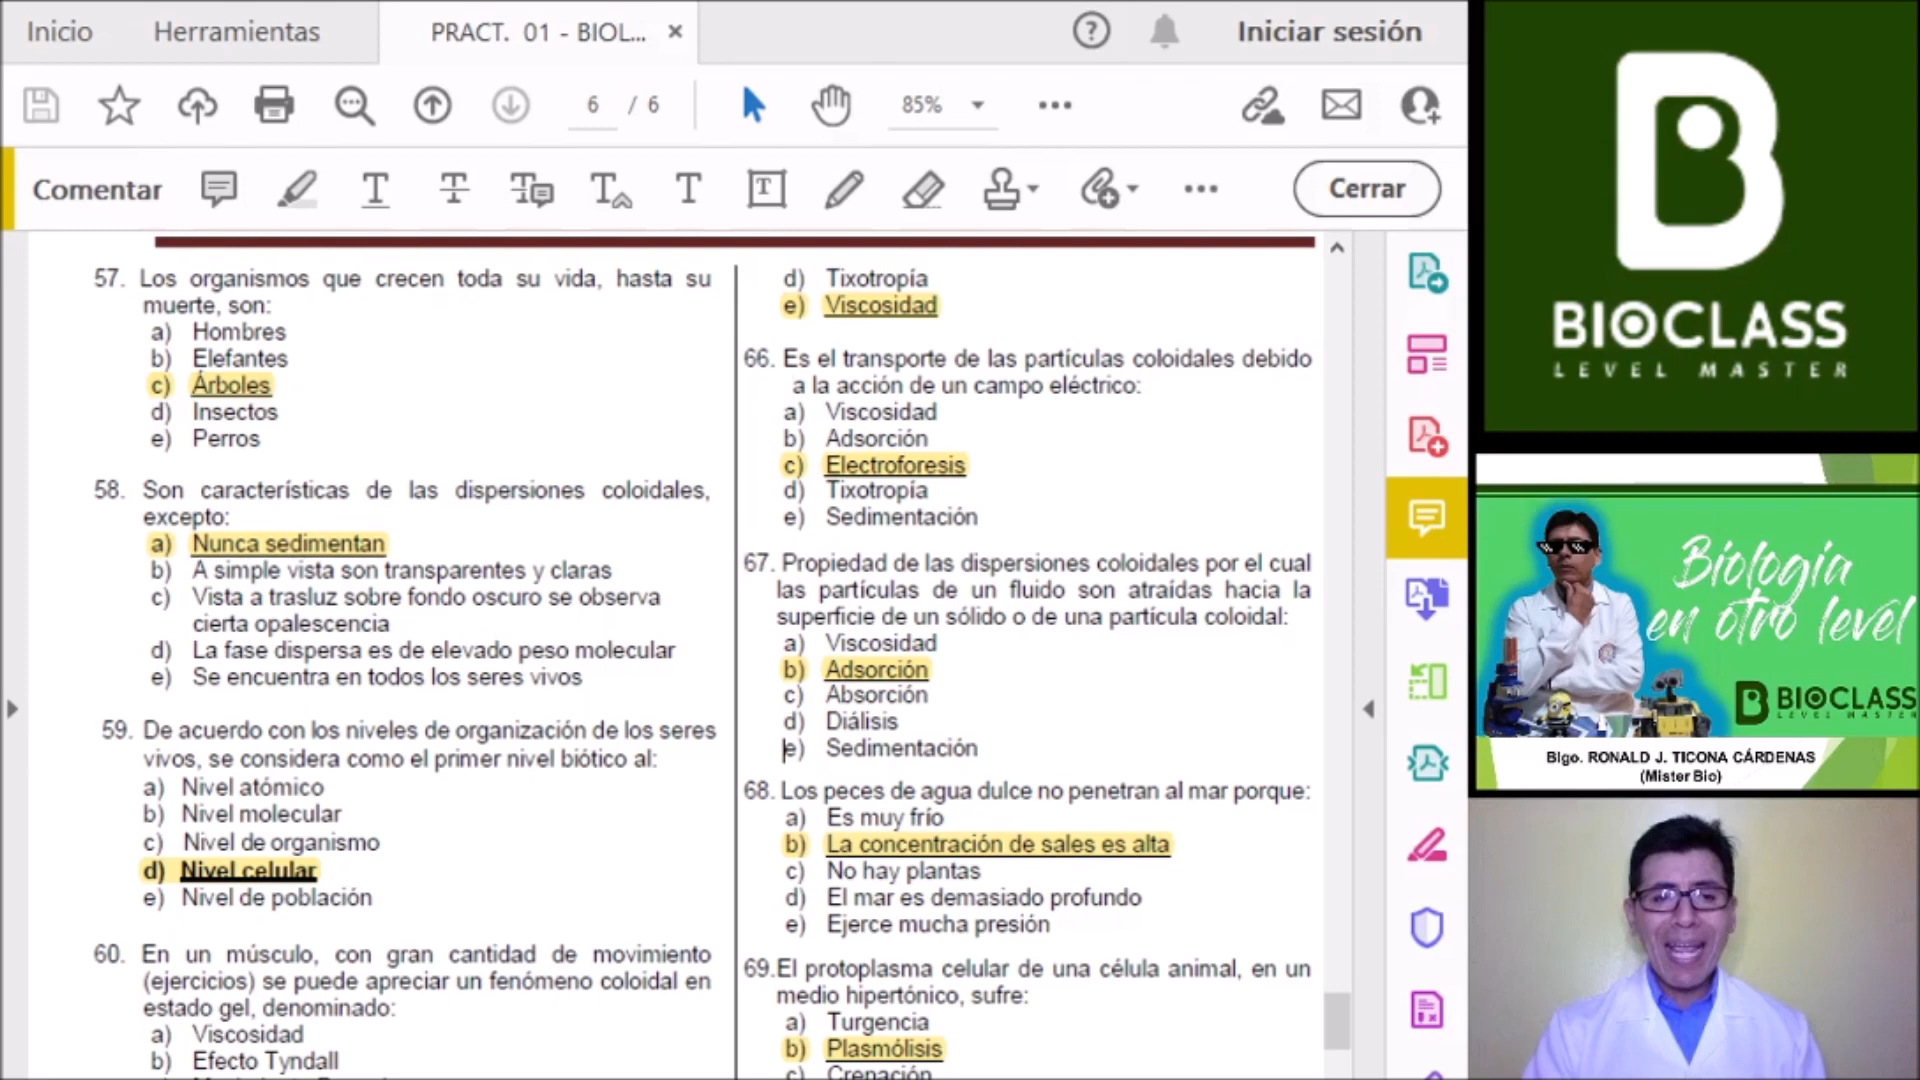 Inicio
Herramientas
PRACT. 01 - BIOL...
Iniciar sesión
6 / 6
85%
Comentar
Cerrar
57. Los organismos que crecen toda su vida, hasta su
muerte, son:
a) Hombres
b) Elefantes
c) Árboles
d) Insectos
e) Perros
58. Son características de las dispersiones coloidales,
excepto:
a) Nunca sedimentan
b) A simple vista son transparentes y claras
c) Vista a trasluz sobre fondo oscuro se observa
cierta opalescencia
d) La fase dispersa es de elevado peso molecular
e) Se encuentra en todos los seres vivos
59. De acuerdo con los niveles de organización de los seres
vivos, se considera como el primer nivel biótico al:
a) Nivel atómico
b) Nivel molecular
c) Nivel de organismo
d) Nivel celular
e) Nivel de población
60. En un músculo, con gran cantidad de movimiento
(ejercicios) se puede apreciar un fenómeno coloidal en
estado gel, denominado:
a) Viscosidad
b) Efecto Tyndall
d) Tixotropía
e) Viscosidad
66. Es el transporte de las partículas coloidales debido
a la acción de un campo eléctrico:
a) Viscosidad
b) Adsorción
c) Electroforesis
d) Tixotropía
e) Sedimentación
67. Propiedad de las dispersiones coloidales por el cual
las partículas de un fluido son atraídas hacia la
superficie de un sólido o de una partícula coloidal:
a) Viscosidad
b) Adsorción
c) Absorción
d) Diálisis
e) Sedimentación
68. Los peces de agua dulce no penetran al mar porque:
a) Es muy frío
b) La concentración de sales es alta
c) No hay plantas
d) El mar es demasiado profundo
e) Ejerce mucha presión
69.El protoplasma celular de una célula animal, en un
medio hipertónico, sufre:
a) Turgencia
b) Plasmólisis
c) Crenación
BIOCLASS
LEVEL MASTER
Biología
en otro level
BIOCLASS
LEVEL MASTER
Blgo. RONALD J. TICONA CÁRDENAS
(Mister Bio)